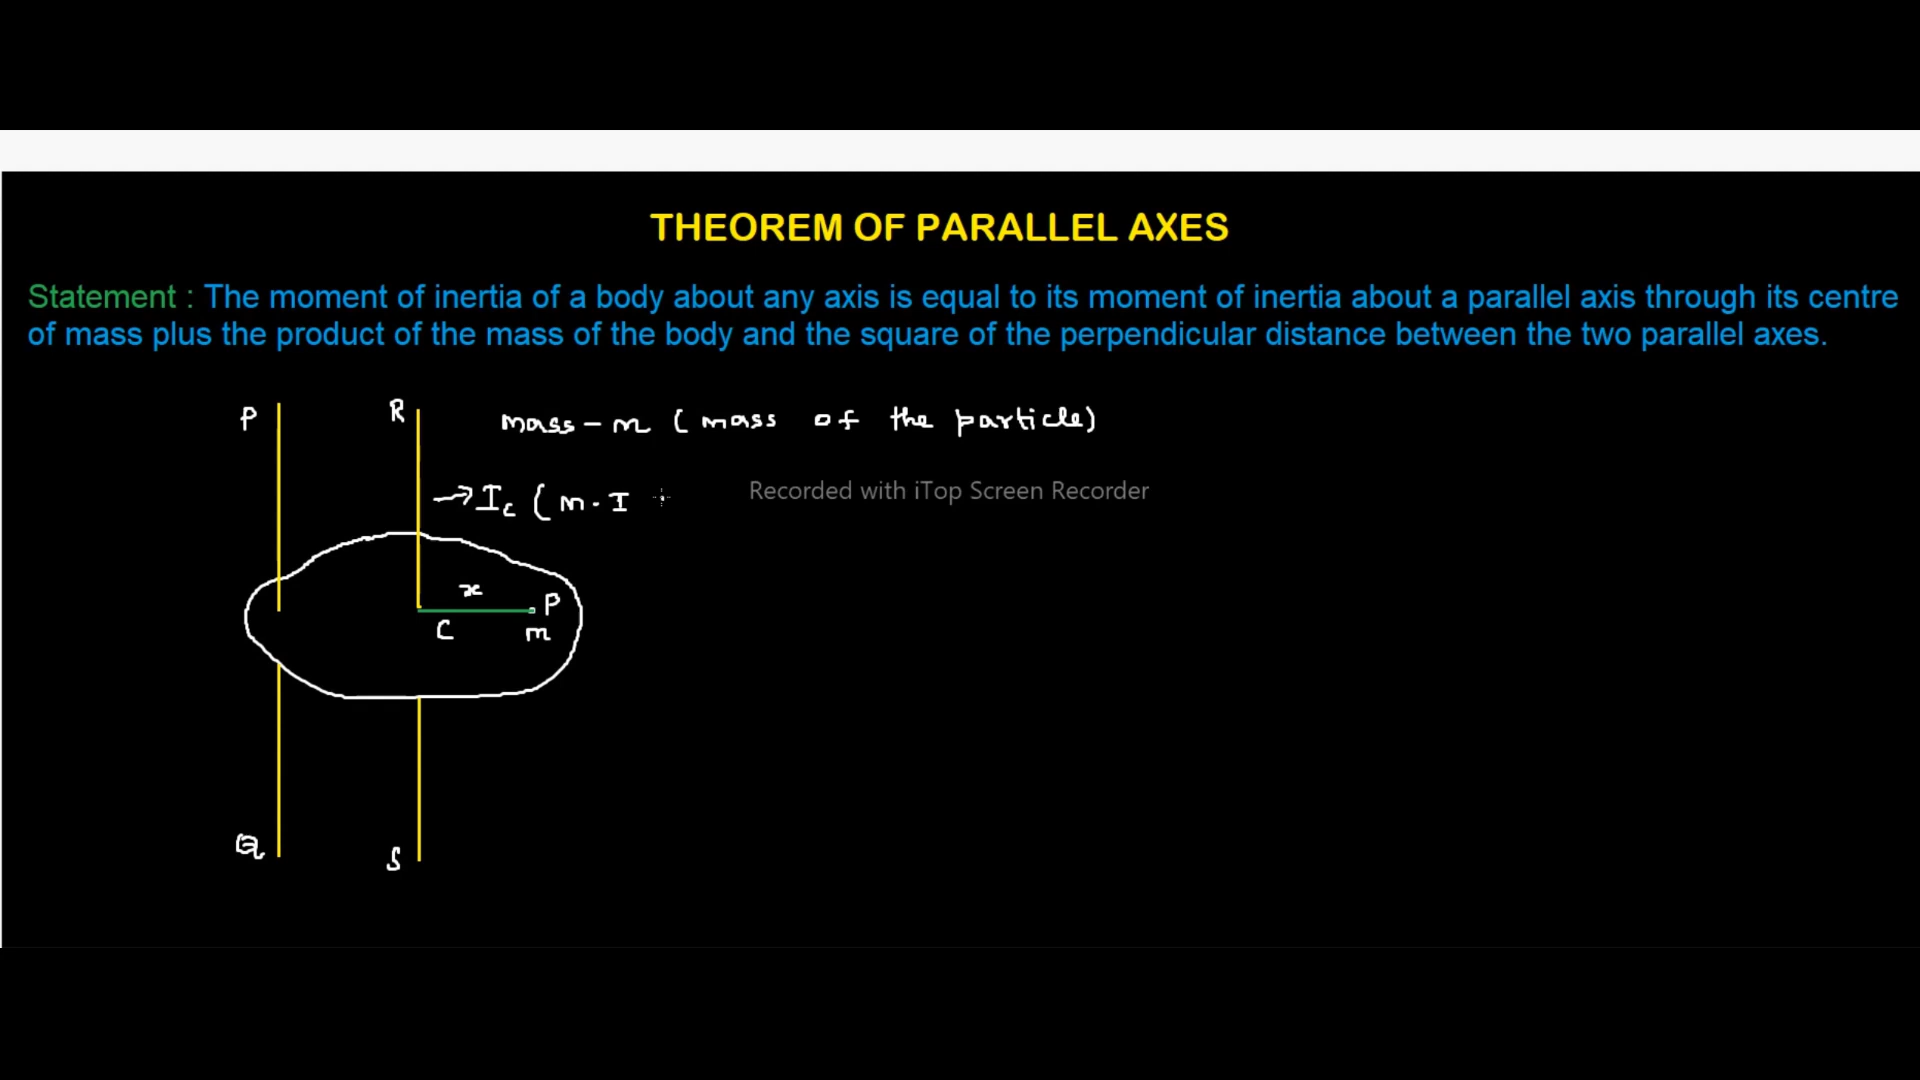 THEOREM OF PARALLEL AXES
Statement : The moment of inertia of a body about any axis is equal to its moment of inertia about a parallel axis through its centre
of mass plus the product of the mass of the body and the square of the perpendicular distance between the two parallel axes.
P R mass - m (mass of the particle)
→ Ic (m. I
Recorded with iTop Screen Recorder
x
P
C m
Q S